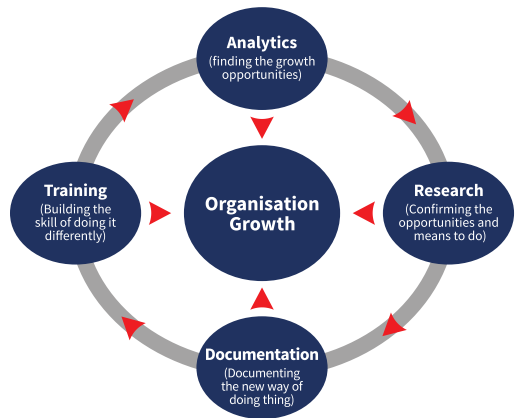 Analytics
(finding the growth
opportunities)
Training
(Building the
skill of doing it
differently)
Organisation
Growth
Research
(Confirming the
opportunities and
means to do)
Documentation
(Documenting
the new way of
doing thing)